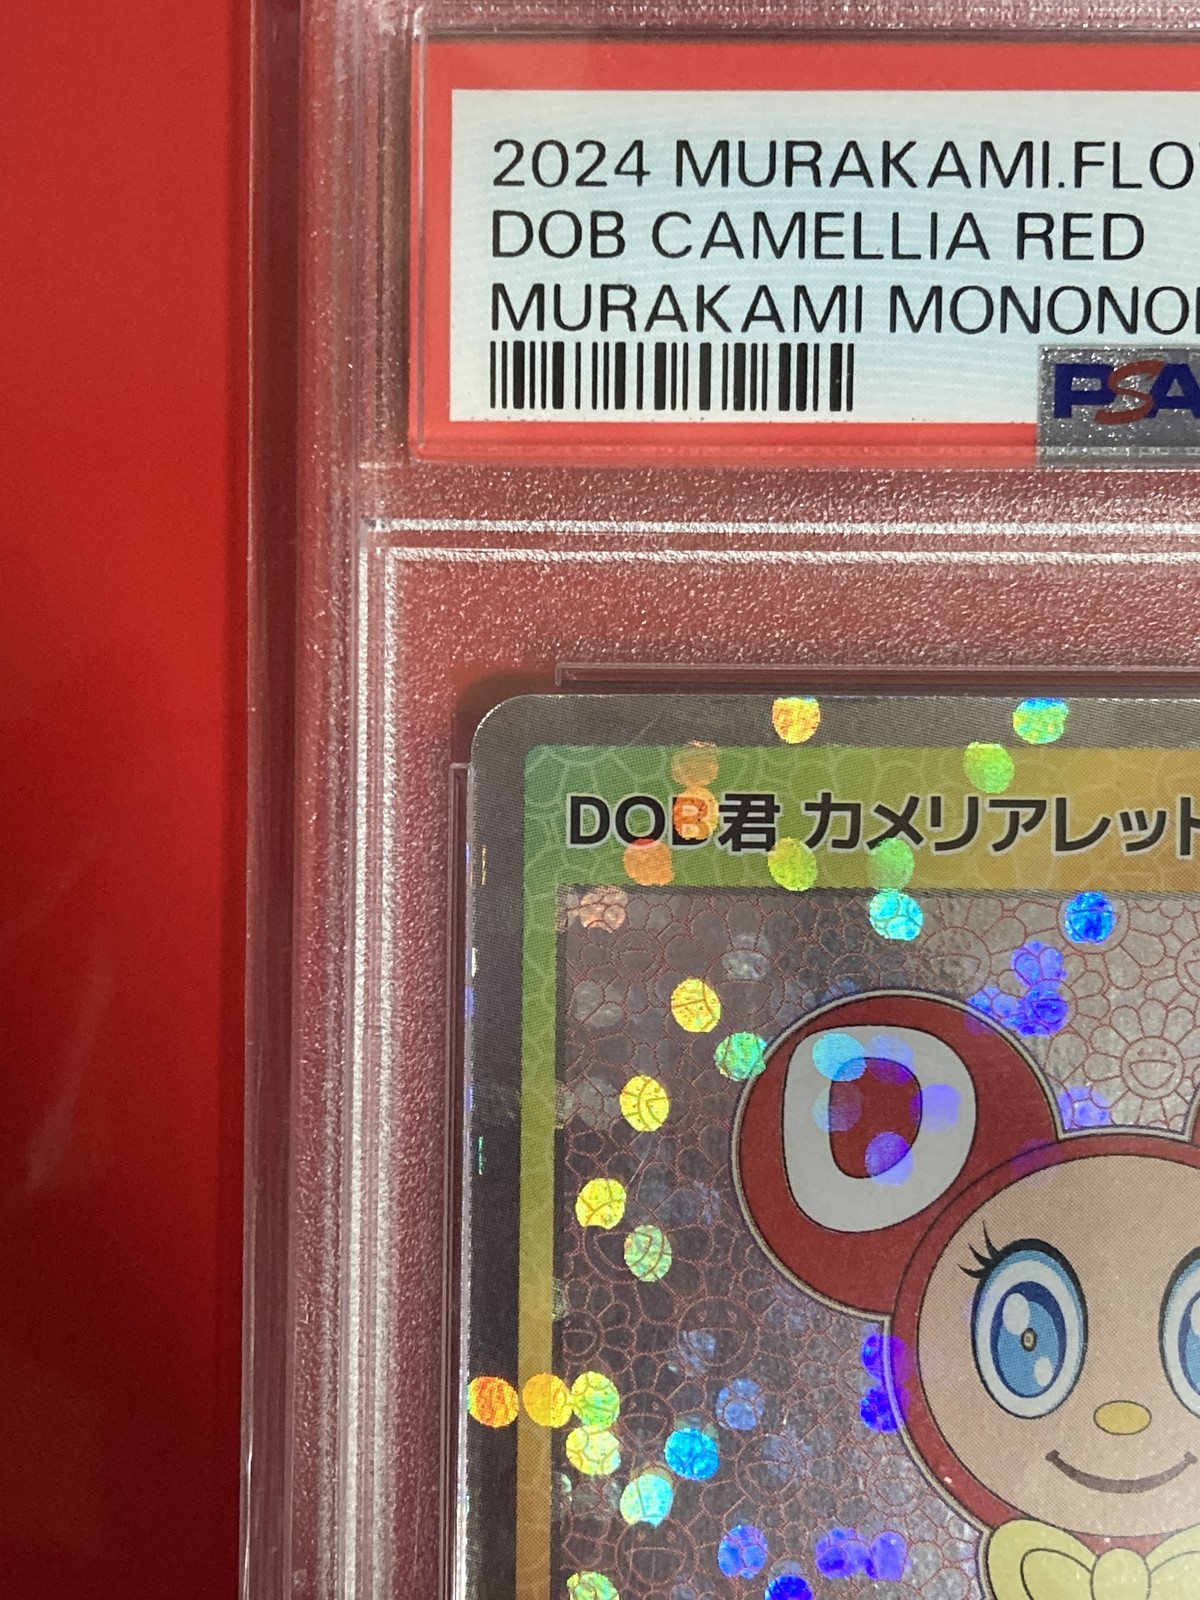 2024 MURAKAMI.FLO
DOB CAMELLIA RED
MURAKAMI MONONO
PSA
DOB君 カメリアレット
D